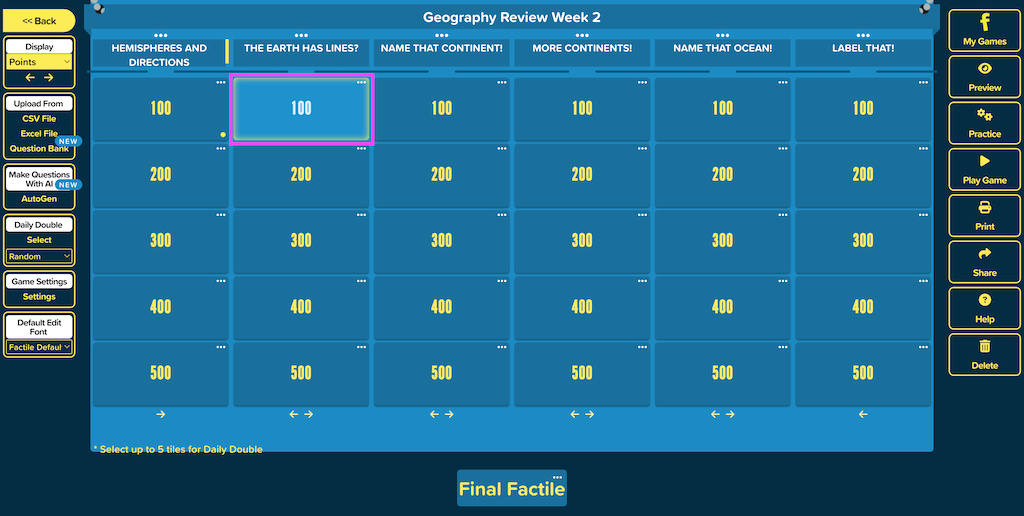 << Back
Display
Points
Upload From
CSV File
Excel File
NEW
Question Bank
Make Questions
With AI
NEW
AutoGen
Daily Double
Select
Random
Game Settings
Settings
Default Edit
Font
Factile Defaul
Geography Review Week 2
HEMISPHERES AND
DIRECTIONS
THE EARTH HAS LINES?
NAME THAT CONTINENT!
MORE CONTINENTS!
NAME THAT OCEAN!
LABEL THAT!
100 100 100 100 100 100
200 200 200 200 200 200
300 300 300 300 300 300
400 400 400 400 400 400
500 500 500 500 500 500
* Select up to 5 tiles for Daily Double
Final Factile
My Games
Preview
Practice
Play Game
Print
Share
Help
Delete